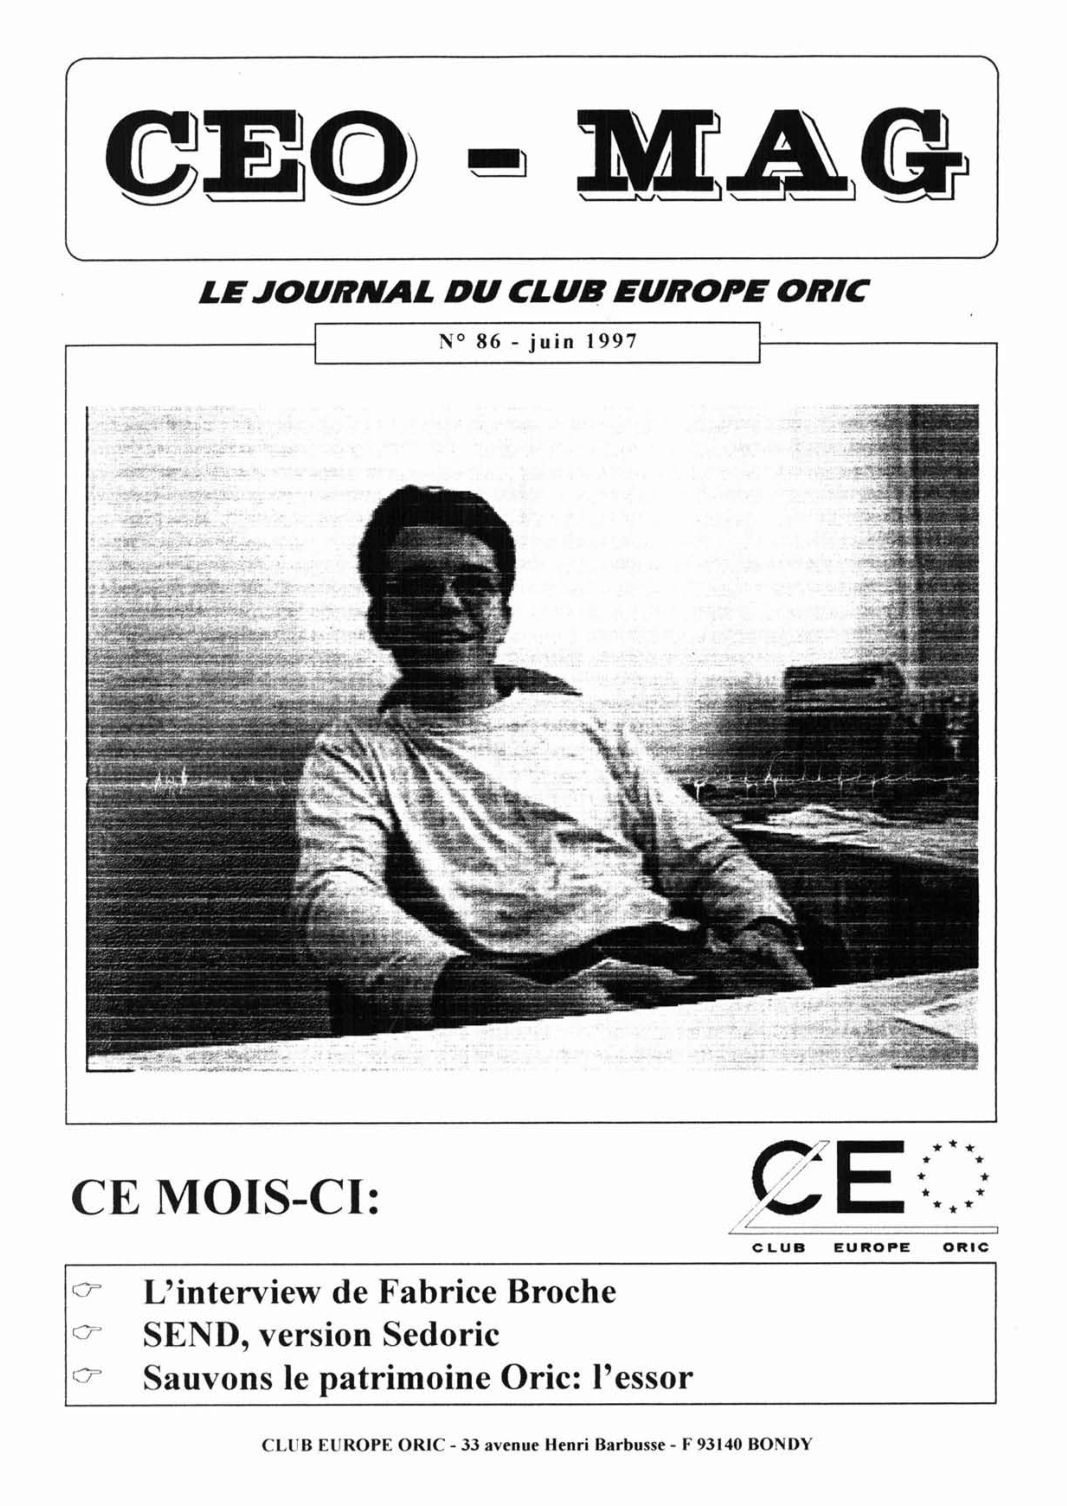 CEO - MAG
LE JOURNAL DU CLUB EUROPE ORIC
N° 86 - juin 1997
CE MOIS-CI:
CE
CLUB EUROPE ORIC
L'interview de Fabrice Broche
SEND, version Sedoric
Sauvons le patrimoine Oric: l'essor
CLUB EUROPE ORIC - 33 avenue Henri Barbusse - F 93140 BONDY